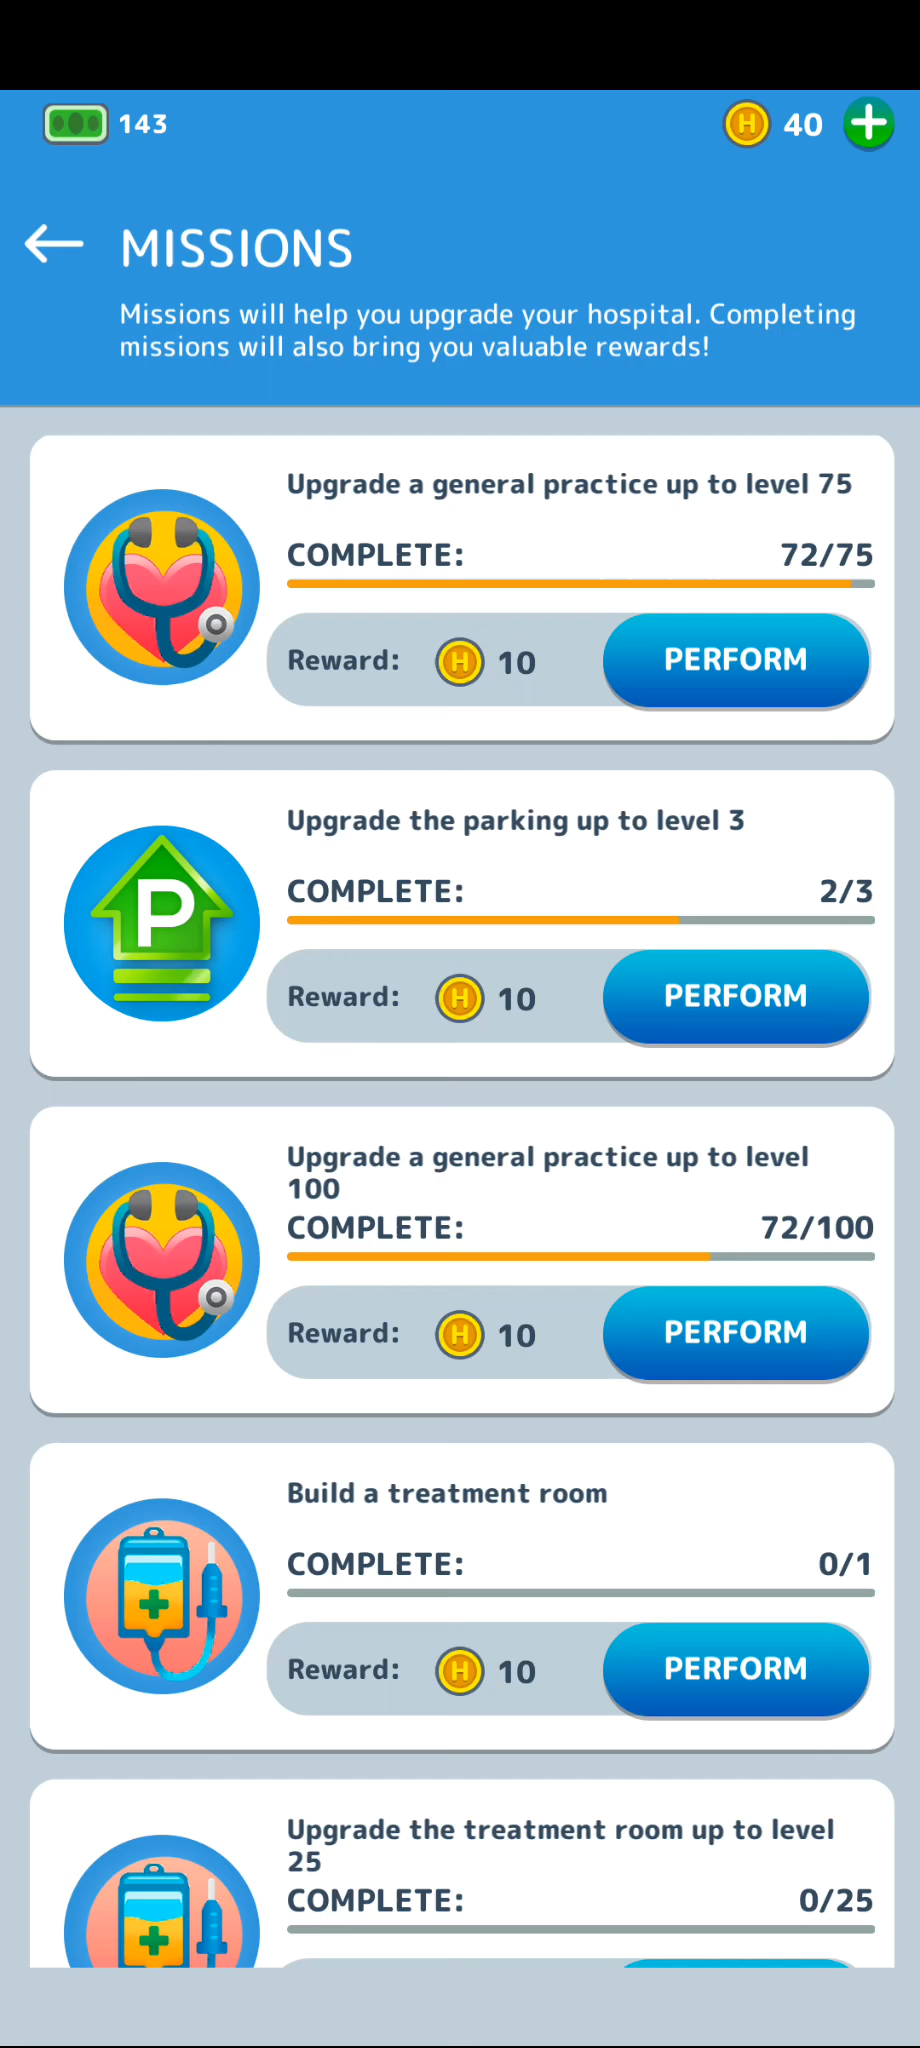 143
H 40
MISSIONS
Missions will help you upgrade your hospital. Completing
missions will also bring you valuable rewards!
Upgrade a general practice up to level 75
COMPLETE: 72/75
Reward: H 10 PERFORM
Upgrade the parking up to level 3
P
COMPLETE: 2/3
Reward: H 10 PERFORM
Upgrade a general practice up to level
100
COMPLETE: 72/100
Reward: H 10 PERFORM
Build a treatment room
COMPLETE: 0/1
Reward: H 10 PERFORM
Upgrade the treatment room up to level
25
COMPLETE: 0/25